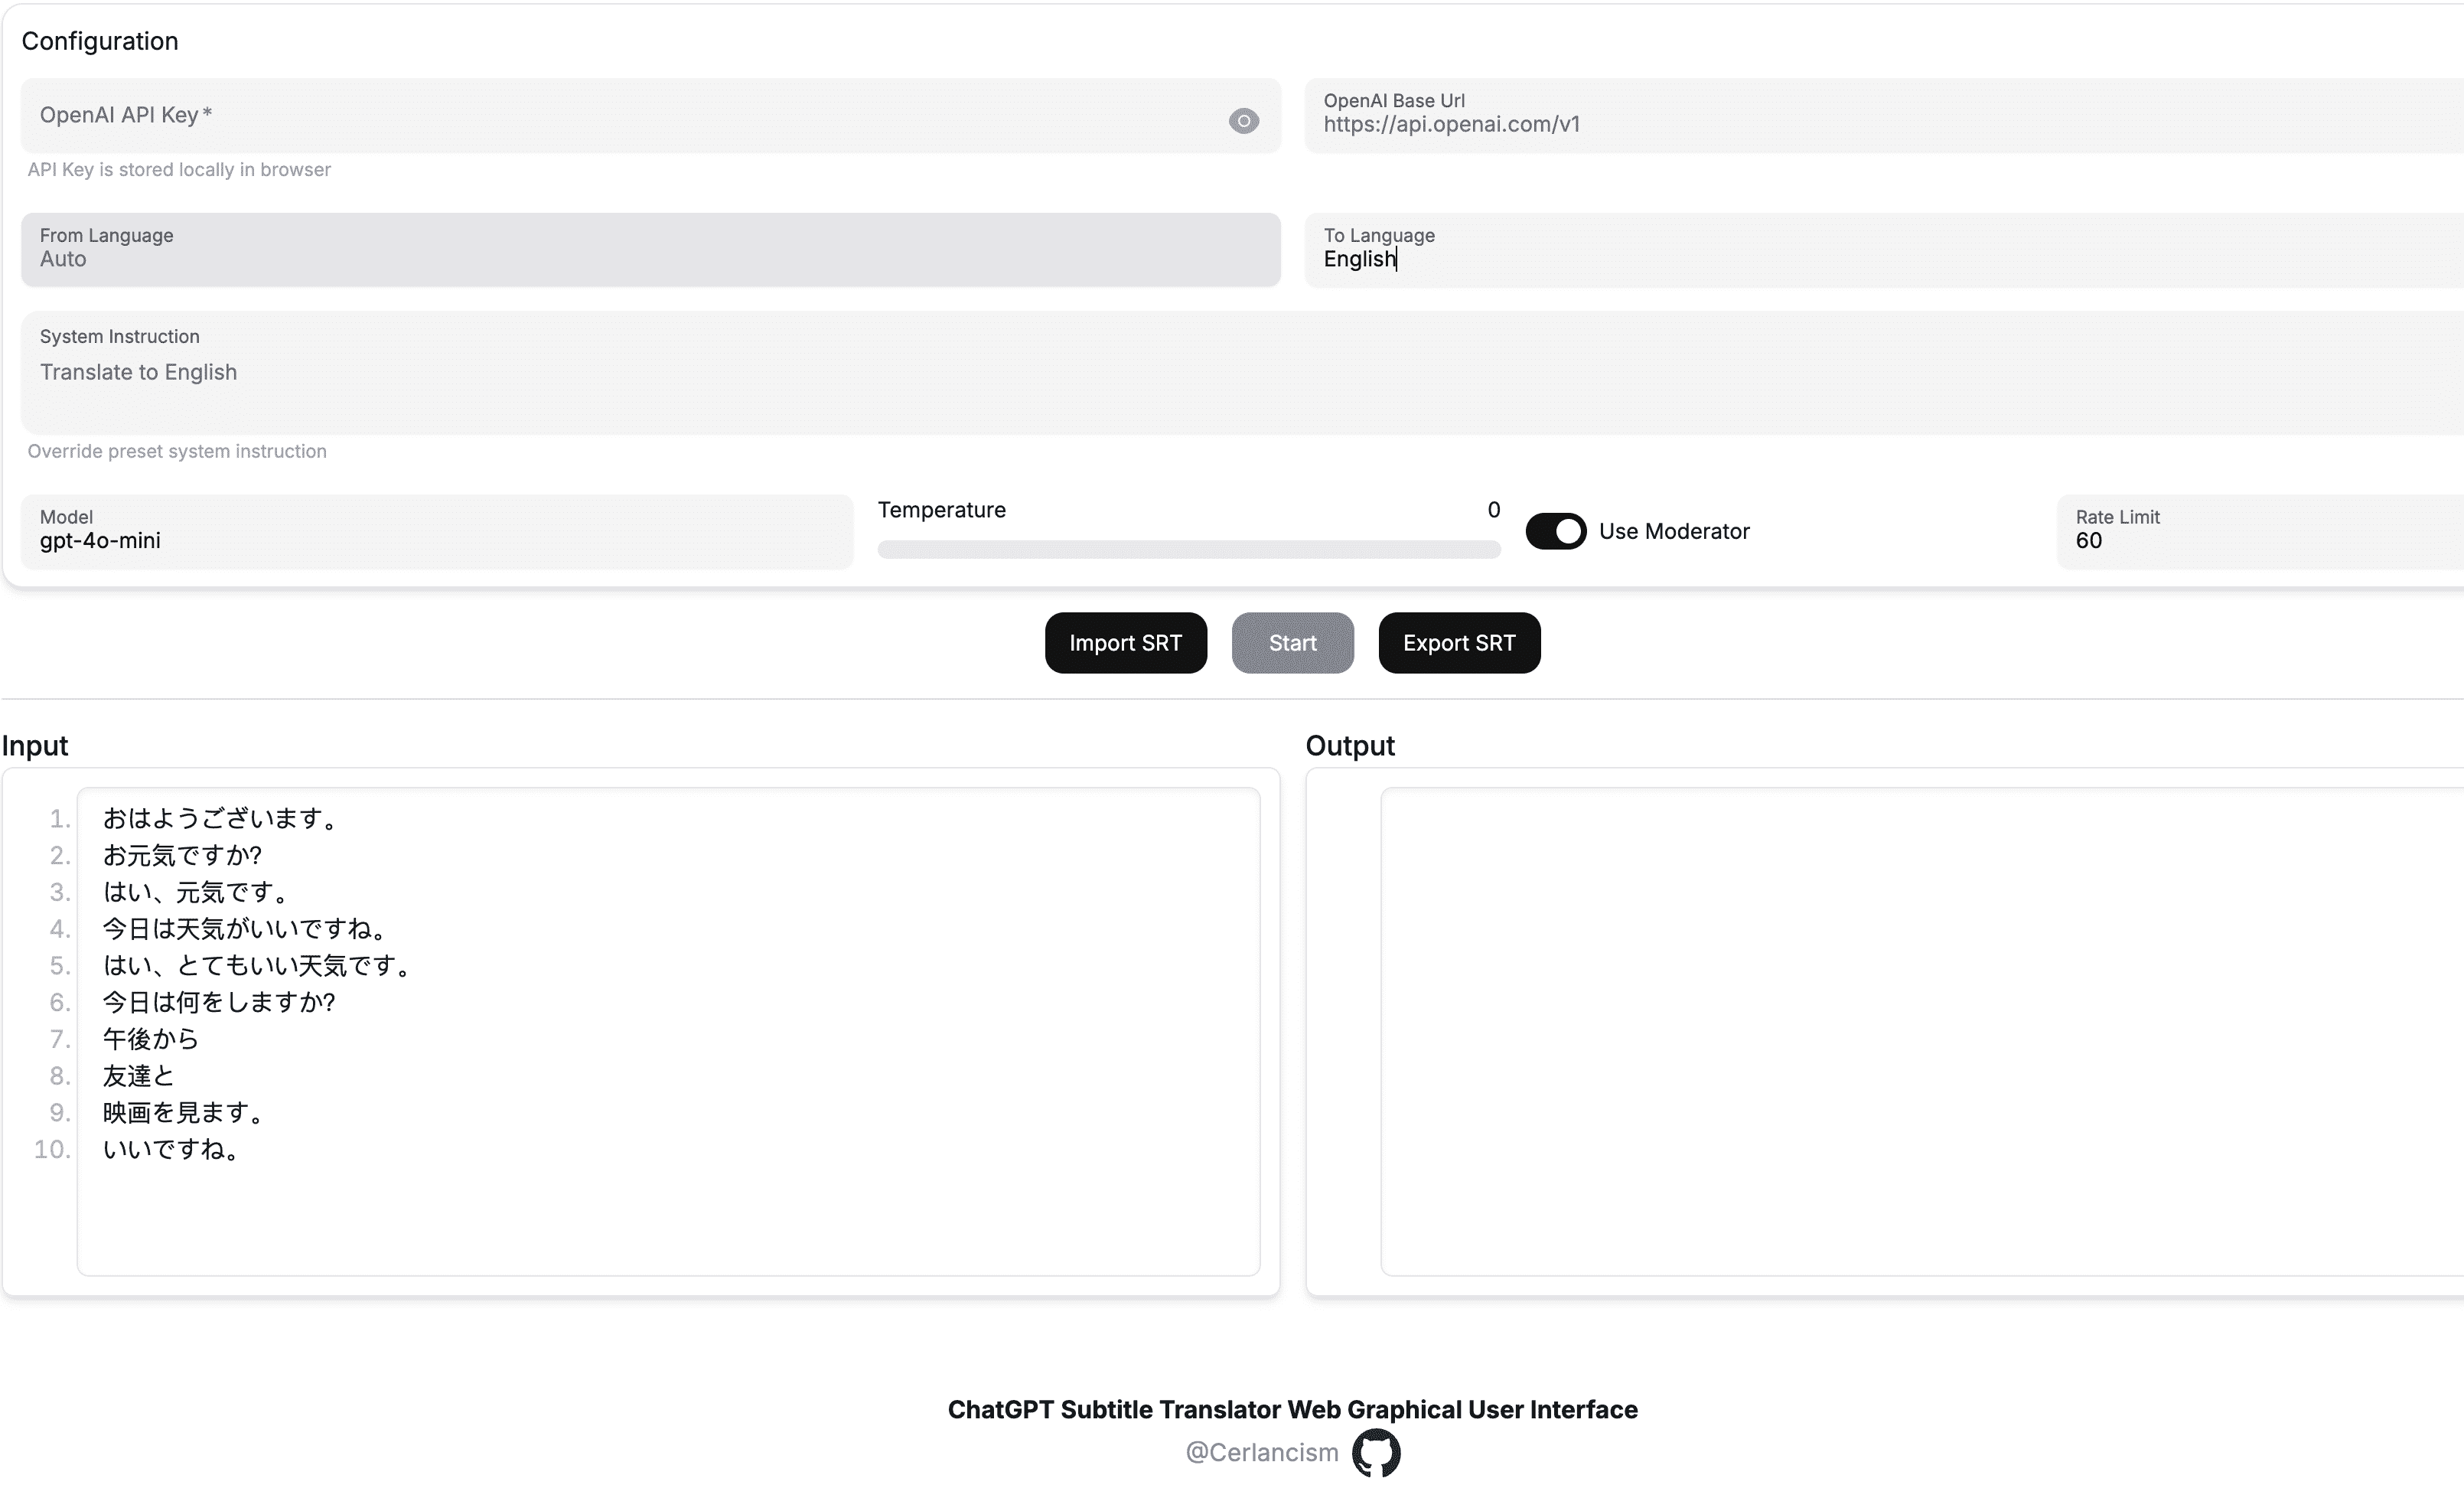 Configuration
OpenAI API Key*
API Key is stored locally in browser
OpenAI Base Url
https://api.openai.com/v1
From Language
Auto
To Language
English
System Instruction
Translate to English
Override preset system instruction
Model
gpt-4o-mini
Temperature 0
Use Moderator
Rate Limit
60
Import SRT
Start
Export SRT
Input
1. おはようございます。
2. お元気ですか?
3. はい、元気です。
4. 今日は天気がいいですね。
5. はい、とてもいい天気です。
6. 今日は何をしますか?
7. 午後から
8. 友達と
9. 映画を見ます。
10. いいですね。
Output
ChatGPT Subtitle Translator Web Graphical User Interface
@Cerlancism